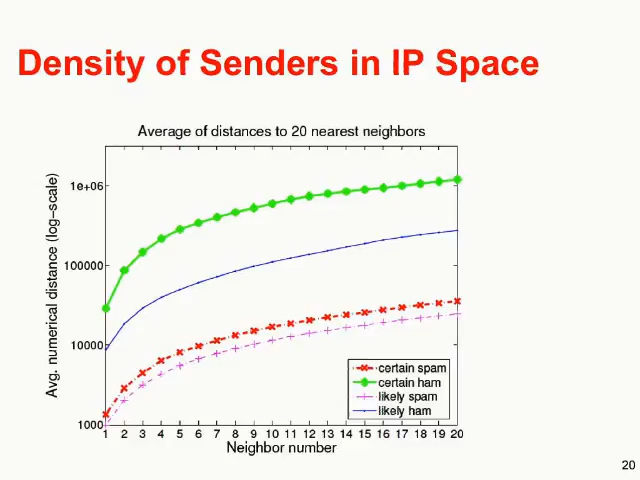 Density of Senders in IP Space
Average of distances to 20 nearest neighbors
Avg. numerical distance (log-scale)
1e+06
100000
10000
1000
certain spam
certain ham
likely spam
likely ham
1 2 3 4 5 6 7 8 9 10 11 12 13 14 15 16 17 18 19 20
Neighbor number
20